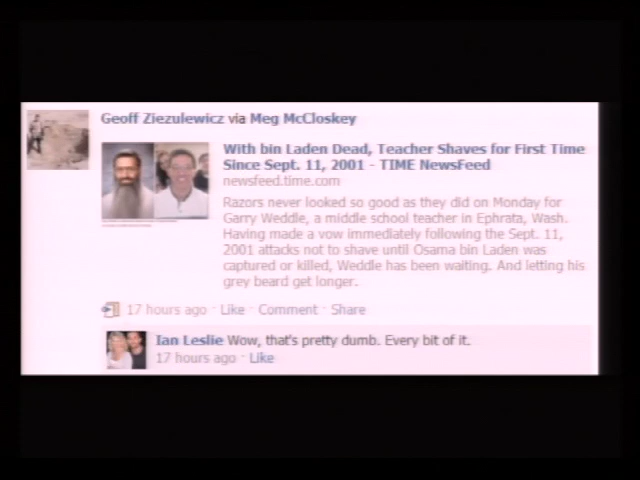 Geoff Ziezulewicz via Meg McCloskey
With bin Laden Dead, Teacher Shaves for First Time
Since Sept. 11, 2001 - TIME NewsFeed
newsfeed.time.com
Razors never looked so good as they did on Monday for
Garry Weddle, a middle school teacher in Ephrata, Wash.
Having made a vow immediately following the Sept. 11,
2001 attacks not to shave until Osama bin Laden was
captured or killed, Weddle has been waiting. And letting his
grey beard get longer.
17 hours ago · Like · Comment · Share
Ian Leslie Wow, that's pretty dumb. Every bit of it.
17 hours ago · Like